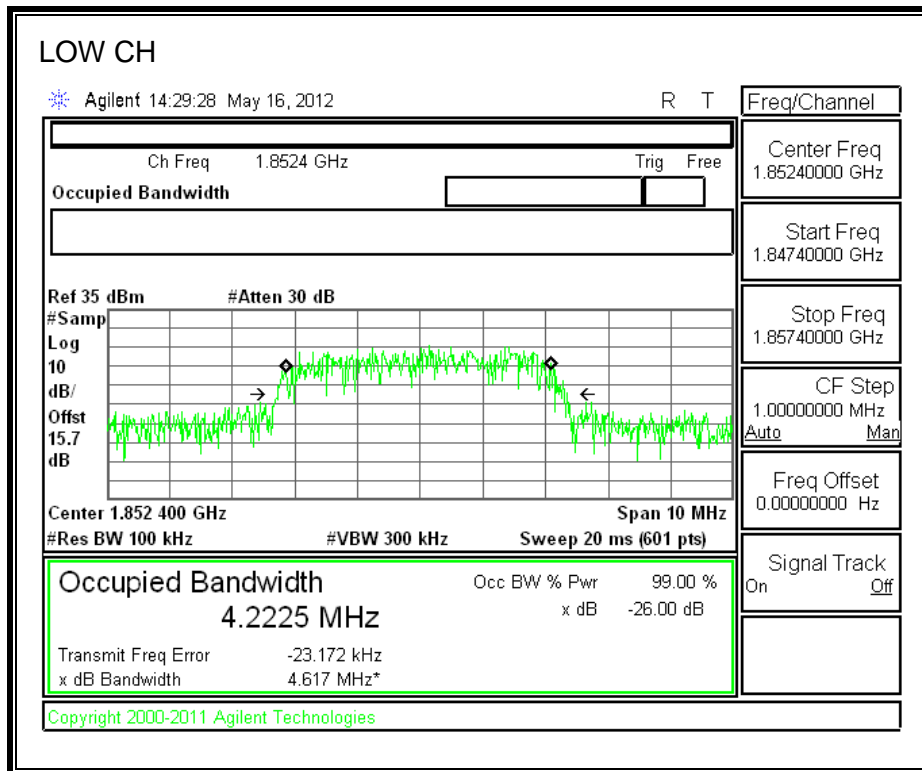 LOW CH
Agilent 14:29:28 May 16, 2012 R T
Freq/Channel
Ch Freq 1.8524 GHz Trig Free
Occupied Bandwidth
Center Freq
1.85240000 GHz
Start Freq
1.84740000 GHz
Stop Freq
1.85740000 GHz
CF Step
1.00000000 MHz
Auto Man
Freq Offset
0.00000000 Hz
Signal Track
On Off
Ref 35 dBm #Atten 30 dB
#Samp
Log
10
dB/
Offst
15.7
dB
Center 1.852 400 GHz Span 10 MHz
#Res BW 100 kHz #VBW 300 kHz Sweep 20 ms (601 pts)
Occupied Bandwidth Occ BW % Pwr 99.00 %
4.2225 MHz x dB -26.00 dB
Transmit Freq Error -23.172 kHz
x dB Bandwidth 4.617 MHz*
Copyright 2000-2011 Agilent Technologies